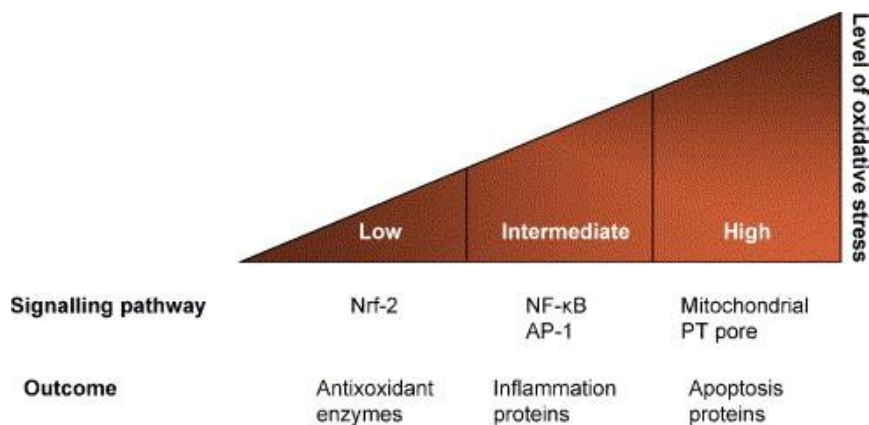 Level of oxidative stress
Low Intermediate High
Signalling pathway Nrf-2 NF-κB Mitochondrial
AP-1 PT pore
Outcome Antixoxidant Inflammation Apoptosis
enzymes proteins proteins